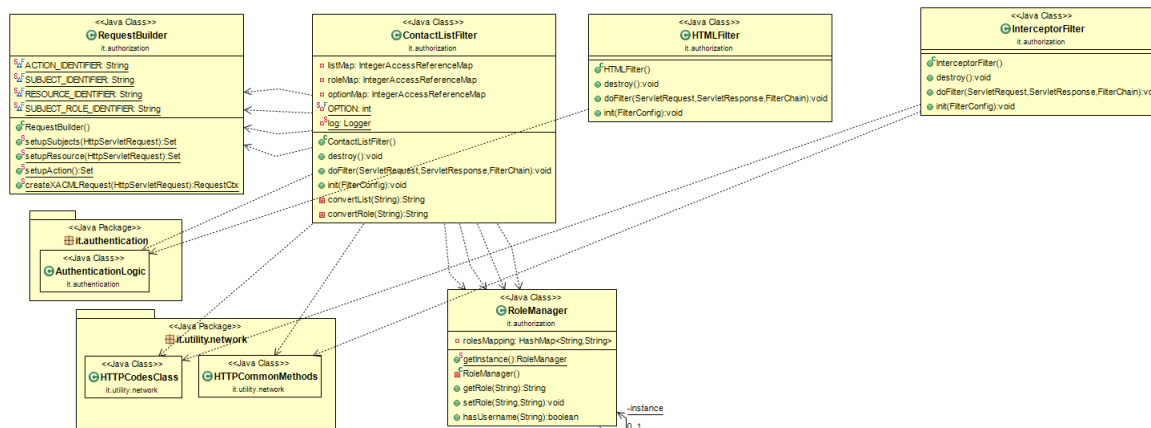 <<Java Class>>
RequestBuilder
it.authorization
ACTION_IDENTIFIER: String
SUBJECT_IDENTIFIER: String
RESOURCE_IDENTIFIER: String
SUBJECT_ROLE_IDENTIFIER: String
RequestBuilder()
setupSubjects(HttpServletRequest):Set
setupResource(HttpServletRequest):Set
setupAction():Set
createXACMLRequest(HttpServletRequest):RequestCtx
<<Java Class>>
ContactListFilter
it.authorization
listMap: IntegerAccessReferenceMap
roleMap: IntegerAccessReferenceMap
optionMap: IntegerAccessReferenceMap
OPTION: int
log: Logger
ContactListFilter()
destroy():void
doFilter(ServletRequest,ServletResponse,FilterChain):void
init(FilterConfig):void
convertList(String):String
convertRole(String):String
<<Java Class>>
HTMLFilter
it.authorization
HTMLFilter()
destroy():void
doFilter(ServletRequest,ServletResponse,FilterChain):void
init(FilterConfig):void
<<Java Class>>
InterceptorFilter
it.authorization
InterceptorFilter()
destroy():void
doFilter(ServletRequest,ServletResponse,FilterChain):vo
init(FilterConfig):void
<<Java Package>>
it.authentication
<<Java Class>>
AuthenticationLogic
it.authentication
<<Java Package>>
it.utility.network
<<Java Class>>
HTTPCodesClass
it.utility.network
<<Java Class>>
HTTPCommonMethods
it.utility.network
<<Java Class>>
RoleManager
it.authorization
rolesMapping: HashMap<String,String>
getInstance():RoleManager
RoleManager()
getRole(String):String
setRole(String,String):void
hasUsername(String):boolean
-instance
0..1